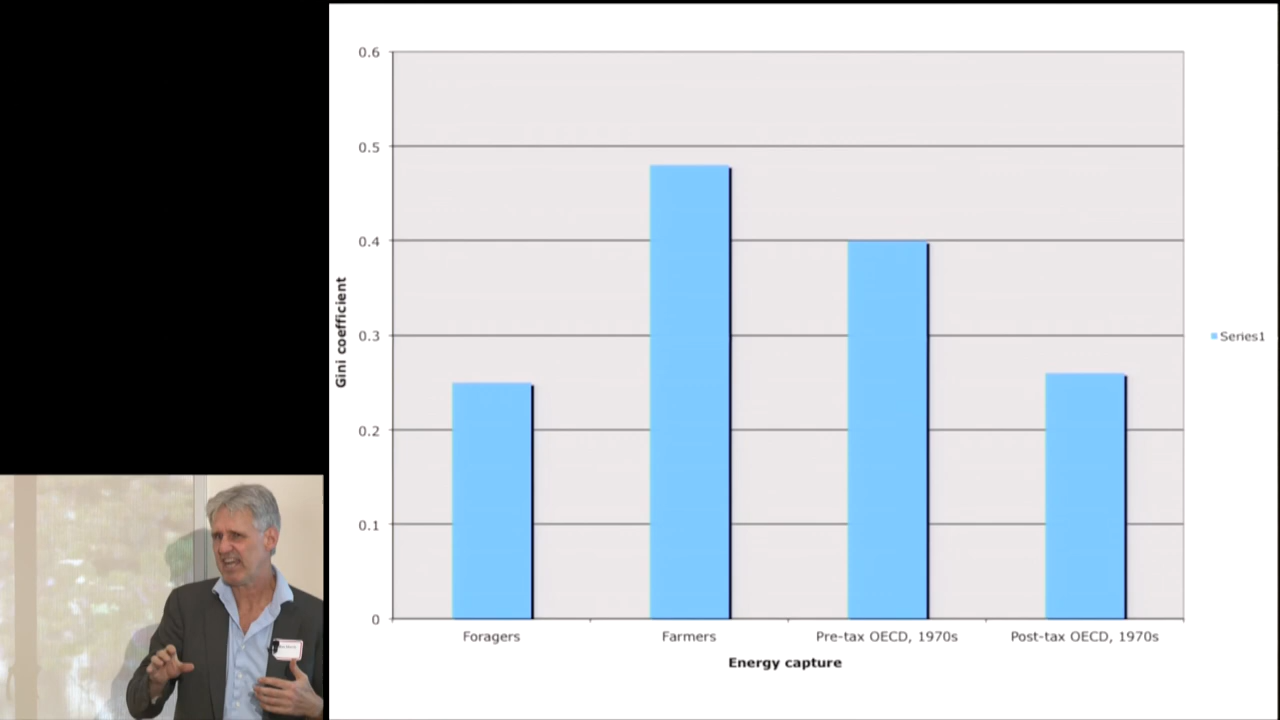 0.6
0.5
0.4
0.3
0.2
0.1
0
Gini coefficient
Foragers
Farmers
Pre-tax OECD, 1970s
Post-tax OECD, 1970s
Energy capture
Series1